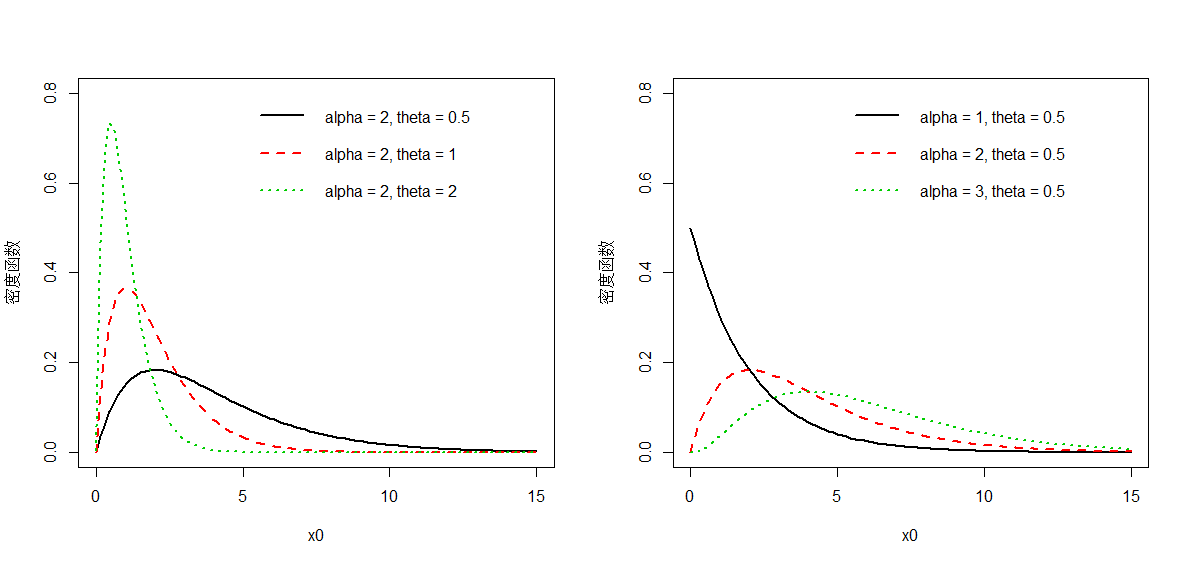 0.8
0.6
0.4
0.2
0.0
密度函数
alpha = 2, theta = 0.5
alpha = 2, theta = 1
alpha = 2, theta = 2
0 5 10 15
x0
0.8
0.6
0.4
0.2
0.0
密度函数
alpha = 1, theta = 0.5
alpha = 2, theta = 0.5
alpha = 3, theta = 0.5
0 5 10 15
x0